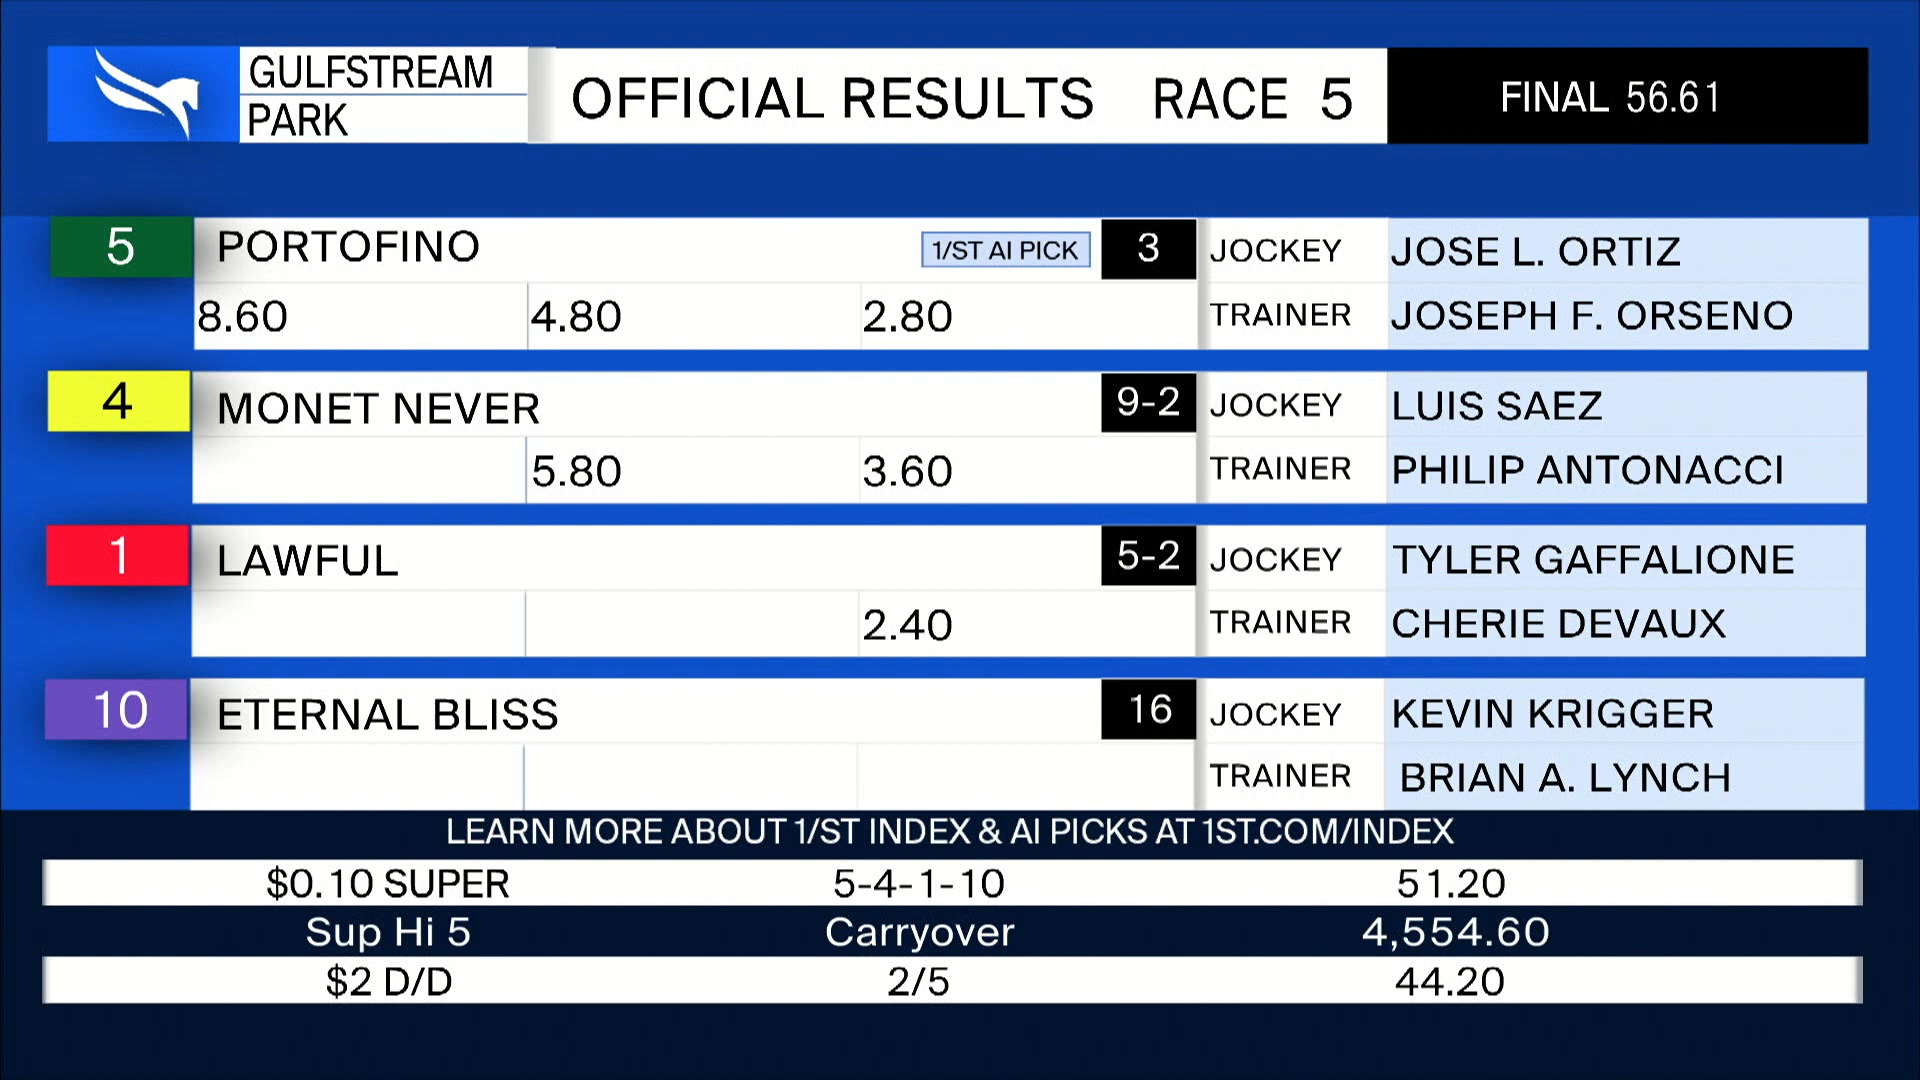 GULFSTREAM
PARK
OFFICIAL RESULTS RACE 5
FINAL 56.61
5 PORTOFINO 1/ST AI PICK 3 JOCKEY JOSE L. ORTIZ
8.60 4.80 2.80 TRAINER JOSEPH F. ORSENO
4 MONET NEVER 9-2 JOCKEY LUIS SAEZ
5.80 3.60 TRAINER PHILIP ANTONACCI
1 LAWFUL 5-2 JOCKEY TYLER GAFFALIONE
2.40 TRAINER CHERIE DEVAUX
10 ETERNAL BLISS 16 JOCKEY KEVIN KRIGGER
TRAINER BRIAN A. LYNCH
LEARN MORE ABOUT 1/ST INDEX & AI PICKS AT 1ST.COM/INDEX
$0.10 SUPER 5-4-1-10 51.20
Sup Hi 5 Carryover 4,554.60
$2 D/D 2/5 44.20